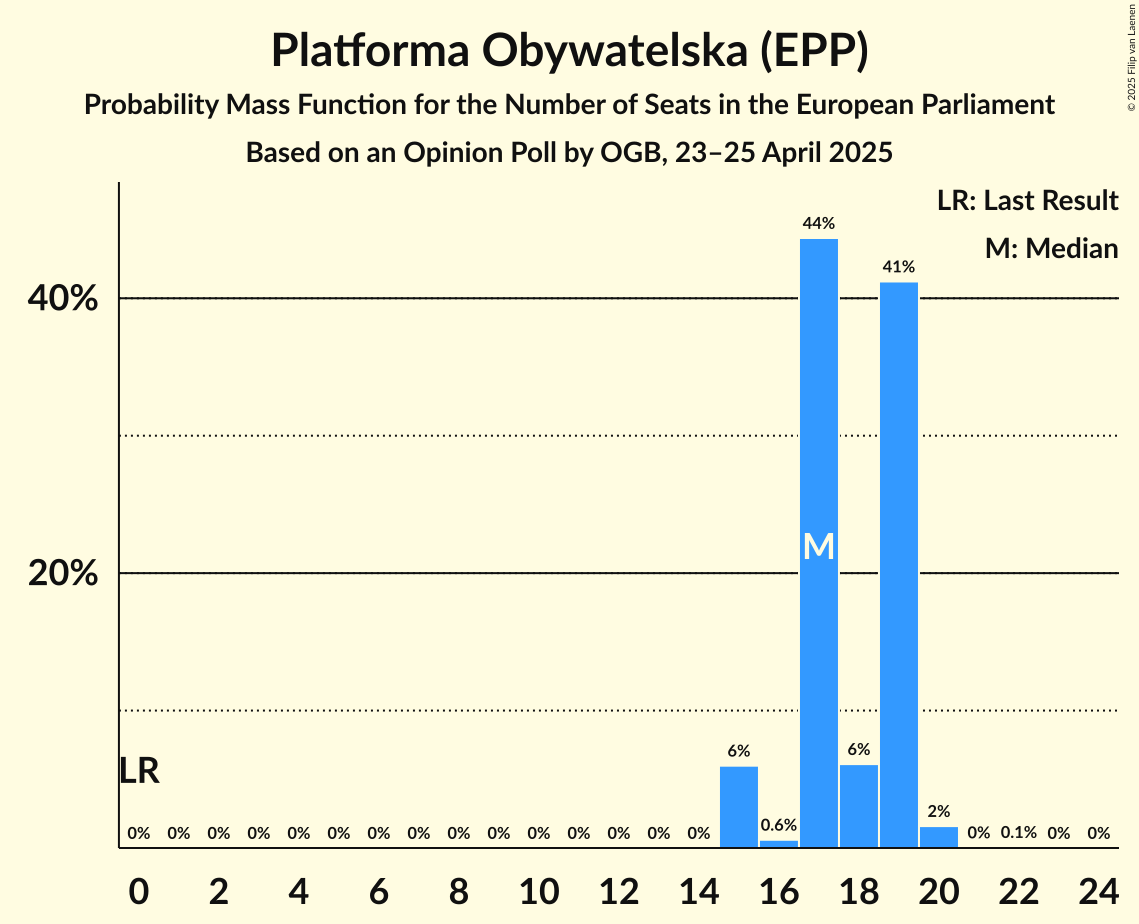 Platforma Obywatelska (EPP)
Probability Mass Function for the Number of Seats in the European Parliament
Based on an Opinion Poll by OGB, 23–25 April 2025
© 2025 Filip van Laenen
LR: Last Result
M: Median
44%
41%
40%
M
20%
6%
6%
LR
2%
0.6%
0% 0% 0% 0% 0% 0% 0% 0% 0% 0% 0% 0% 0% 0% 0% 0% 0.1% 0% 0%
0 2 4 6 8 10 12 14 16 18 20 22 24